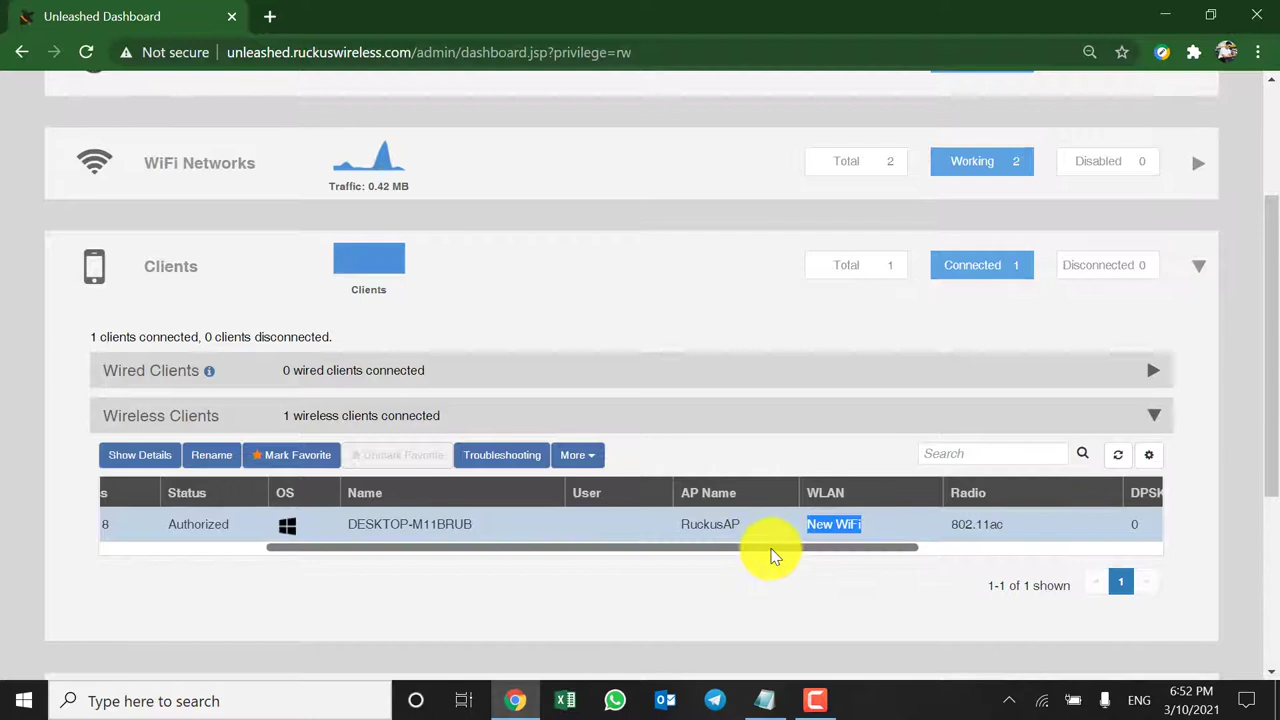 Unleashed Dashboard
Not secure unleashed.ruckuswireless.com/admin/dashboard.jsp?privilege=rw
WiFi Networks
Traffic: 0.42 MB
Total 2 Working 2 Disabled 0
Clients
Clients
Total 1 Connected 1 Disconnected 0
1 clients connected, 0 clients disconnected.
Wired Clients 0 wired clients connected
Wireless Clients 1 wireless clients connected
Show Details Rename Mark Favorite Unmark Favorite Troubleshooting More Search
s Status OS Name User AP Name WLAN Radio DPSK
8 Authorized DESKTOP-M11BRUB RuckusAP New WiFi 802.11ac 0
1-1 of 1 shown 1
Type here to search
ENG
6:52 PM
3/10/2021